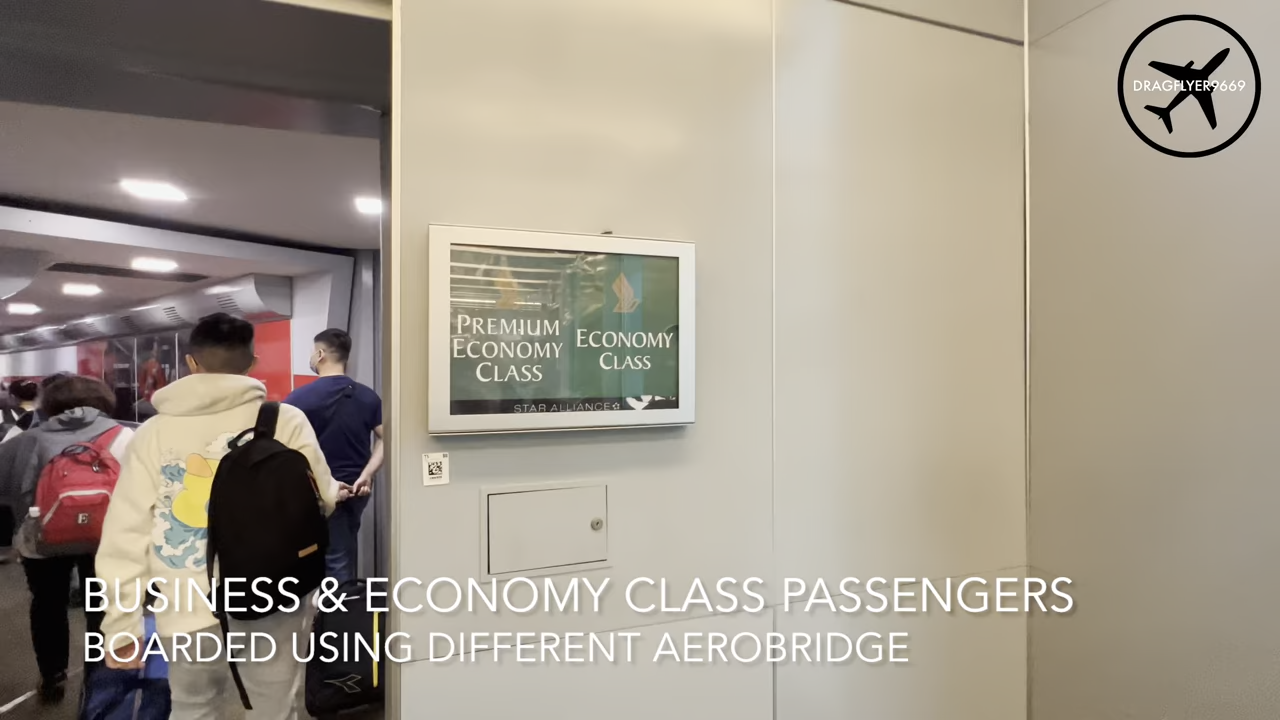 DRAGFLYER9669
PREMIUM
ECONOMY
CLASS
ECONOMY
CLASS
STAR ALLIANCE
BUSINESS & ECONOMY CLASS PASSENGERS
BOARDED USING DIFFERENT AEROBRIDGE